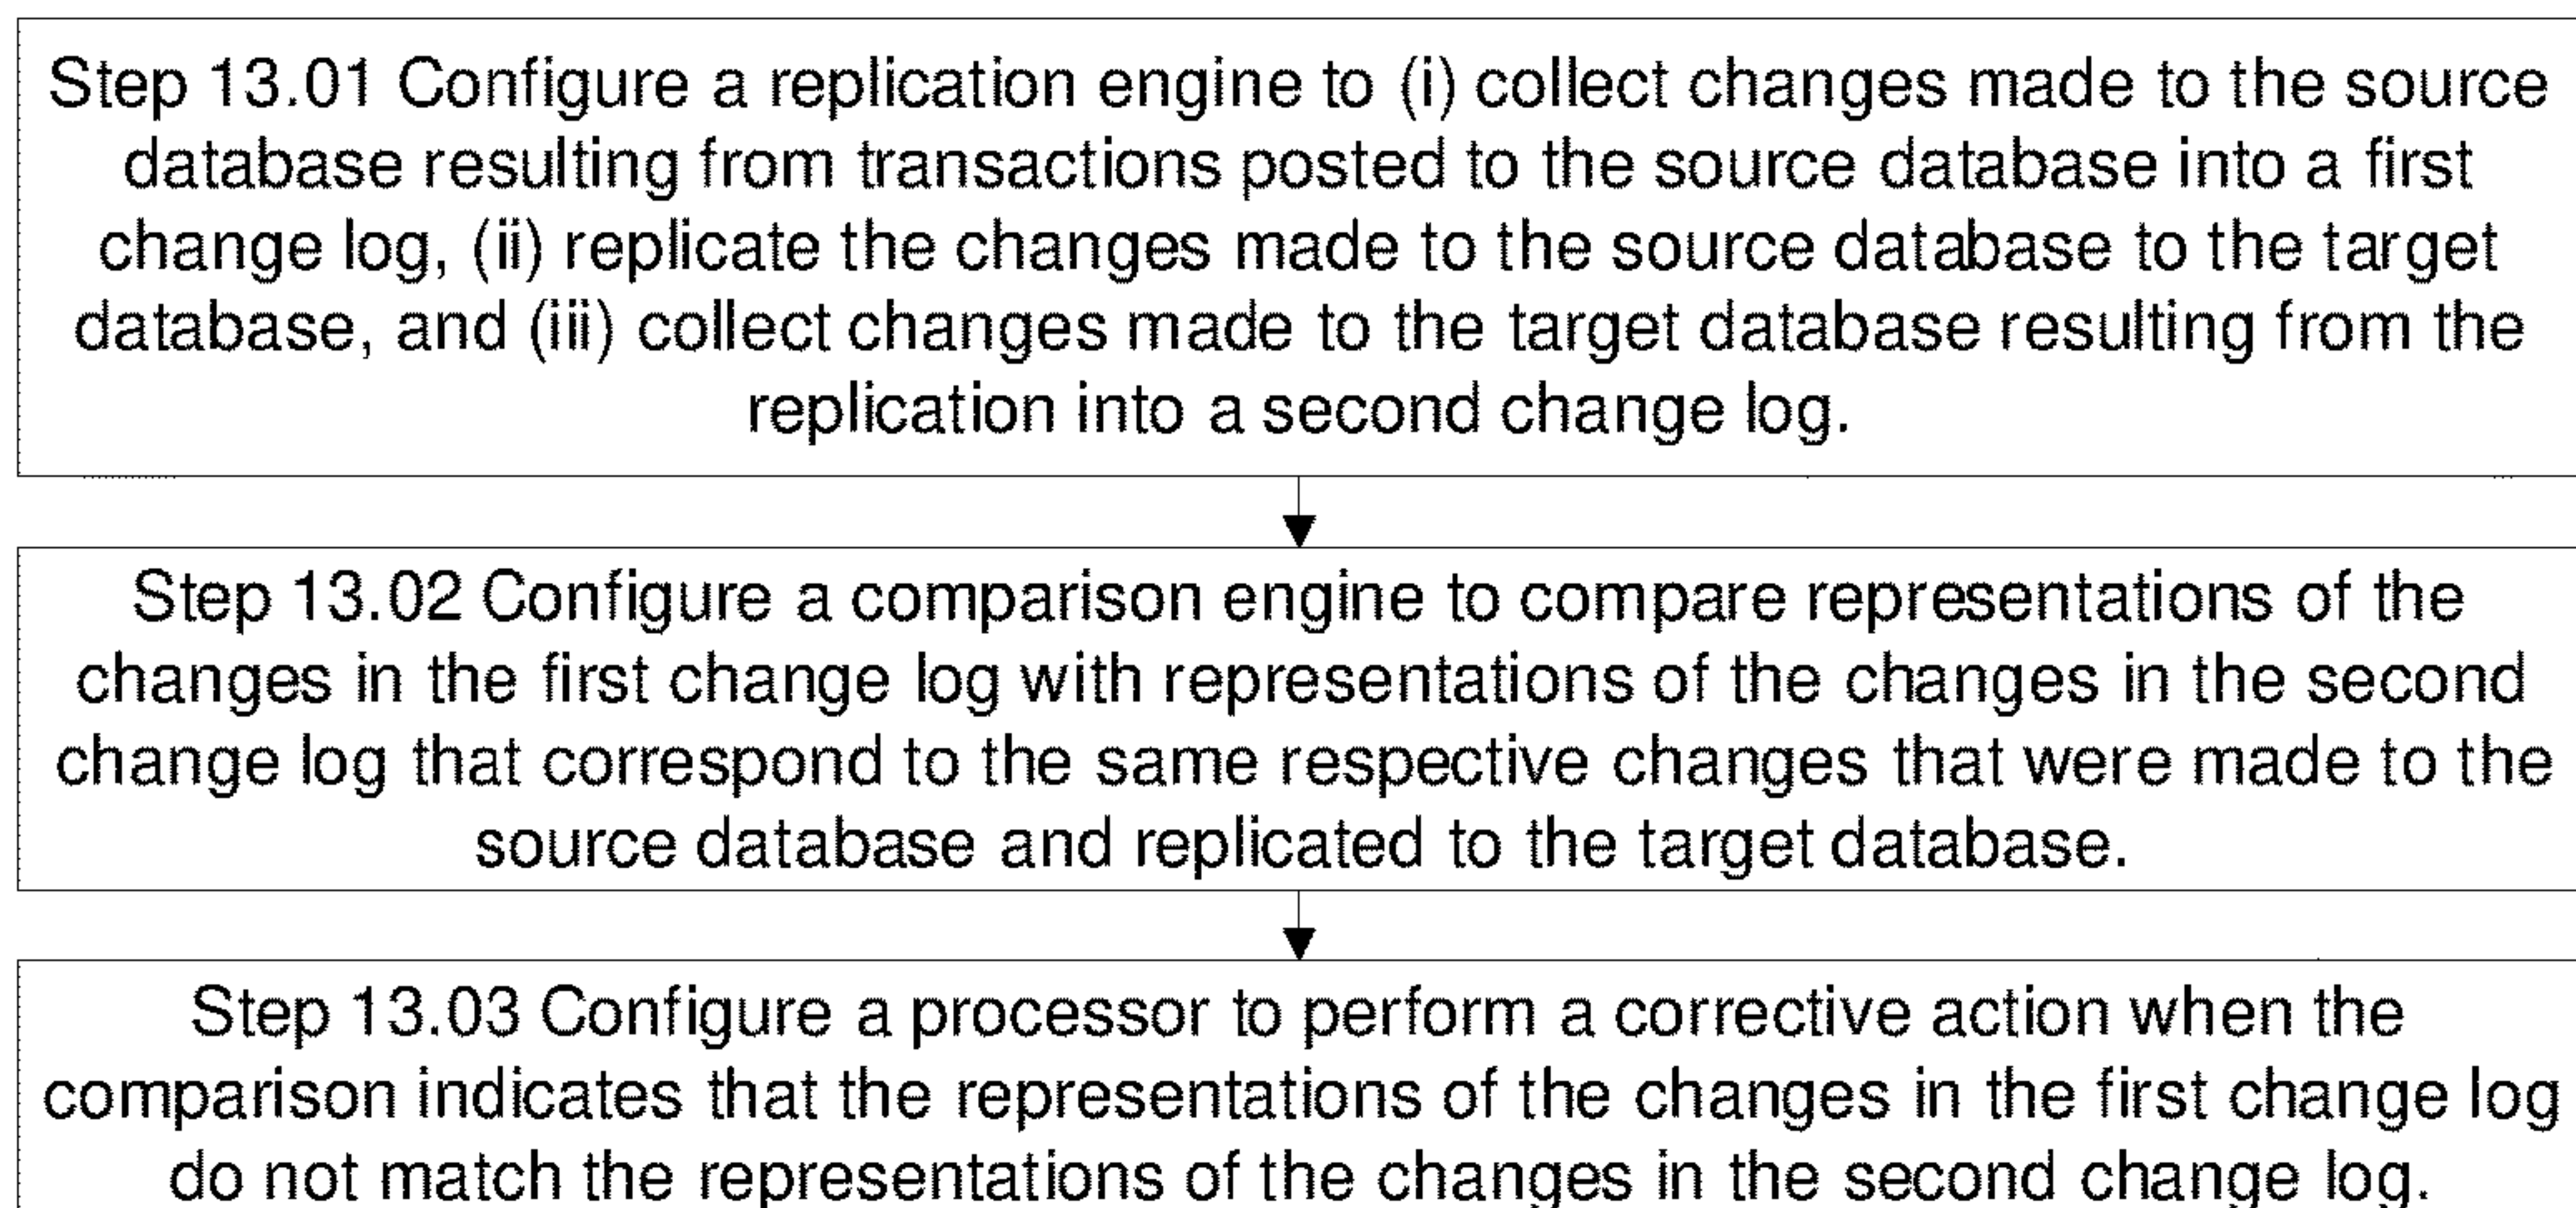 Step 13.01 Configure a replication engine to (i) collect changes made to the source
database resulting from transactions posted to the source database into a first
change log, (ii) replicate the changes made to the source database to the target
database, and (iii) collect changes made to the target database resulting from the
replication into a second change log.
Step 13.02 Configure a comparison engine to compare representations of the
changes in the first change log with representations of the changes in the second
change log that correspond to the same respective changes that were made to the
source database and replicated to the target database.
Step 13.03 Configure a processor to perform a corrective action when the
comparison indicates that the representations of the changes in the first change log
do not match the representations of the changes in the second change log.